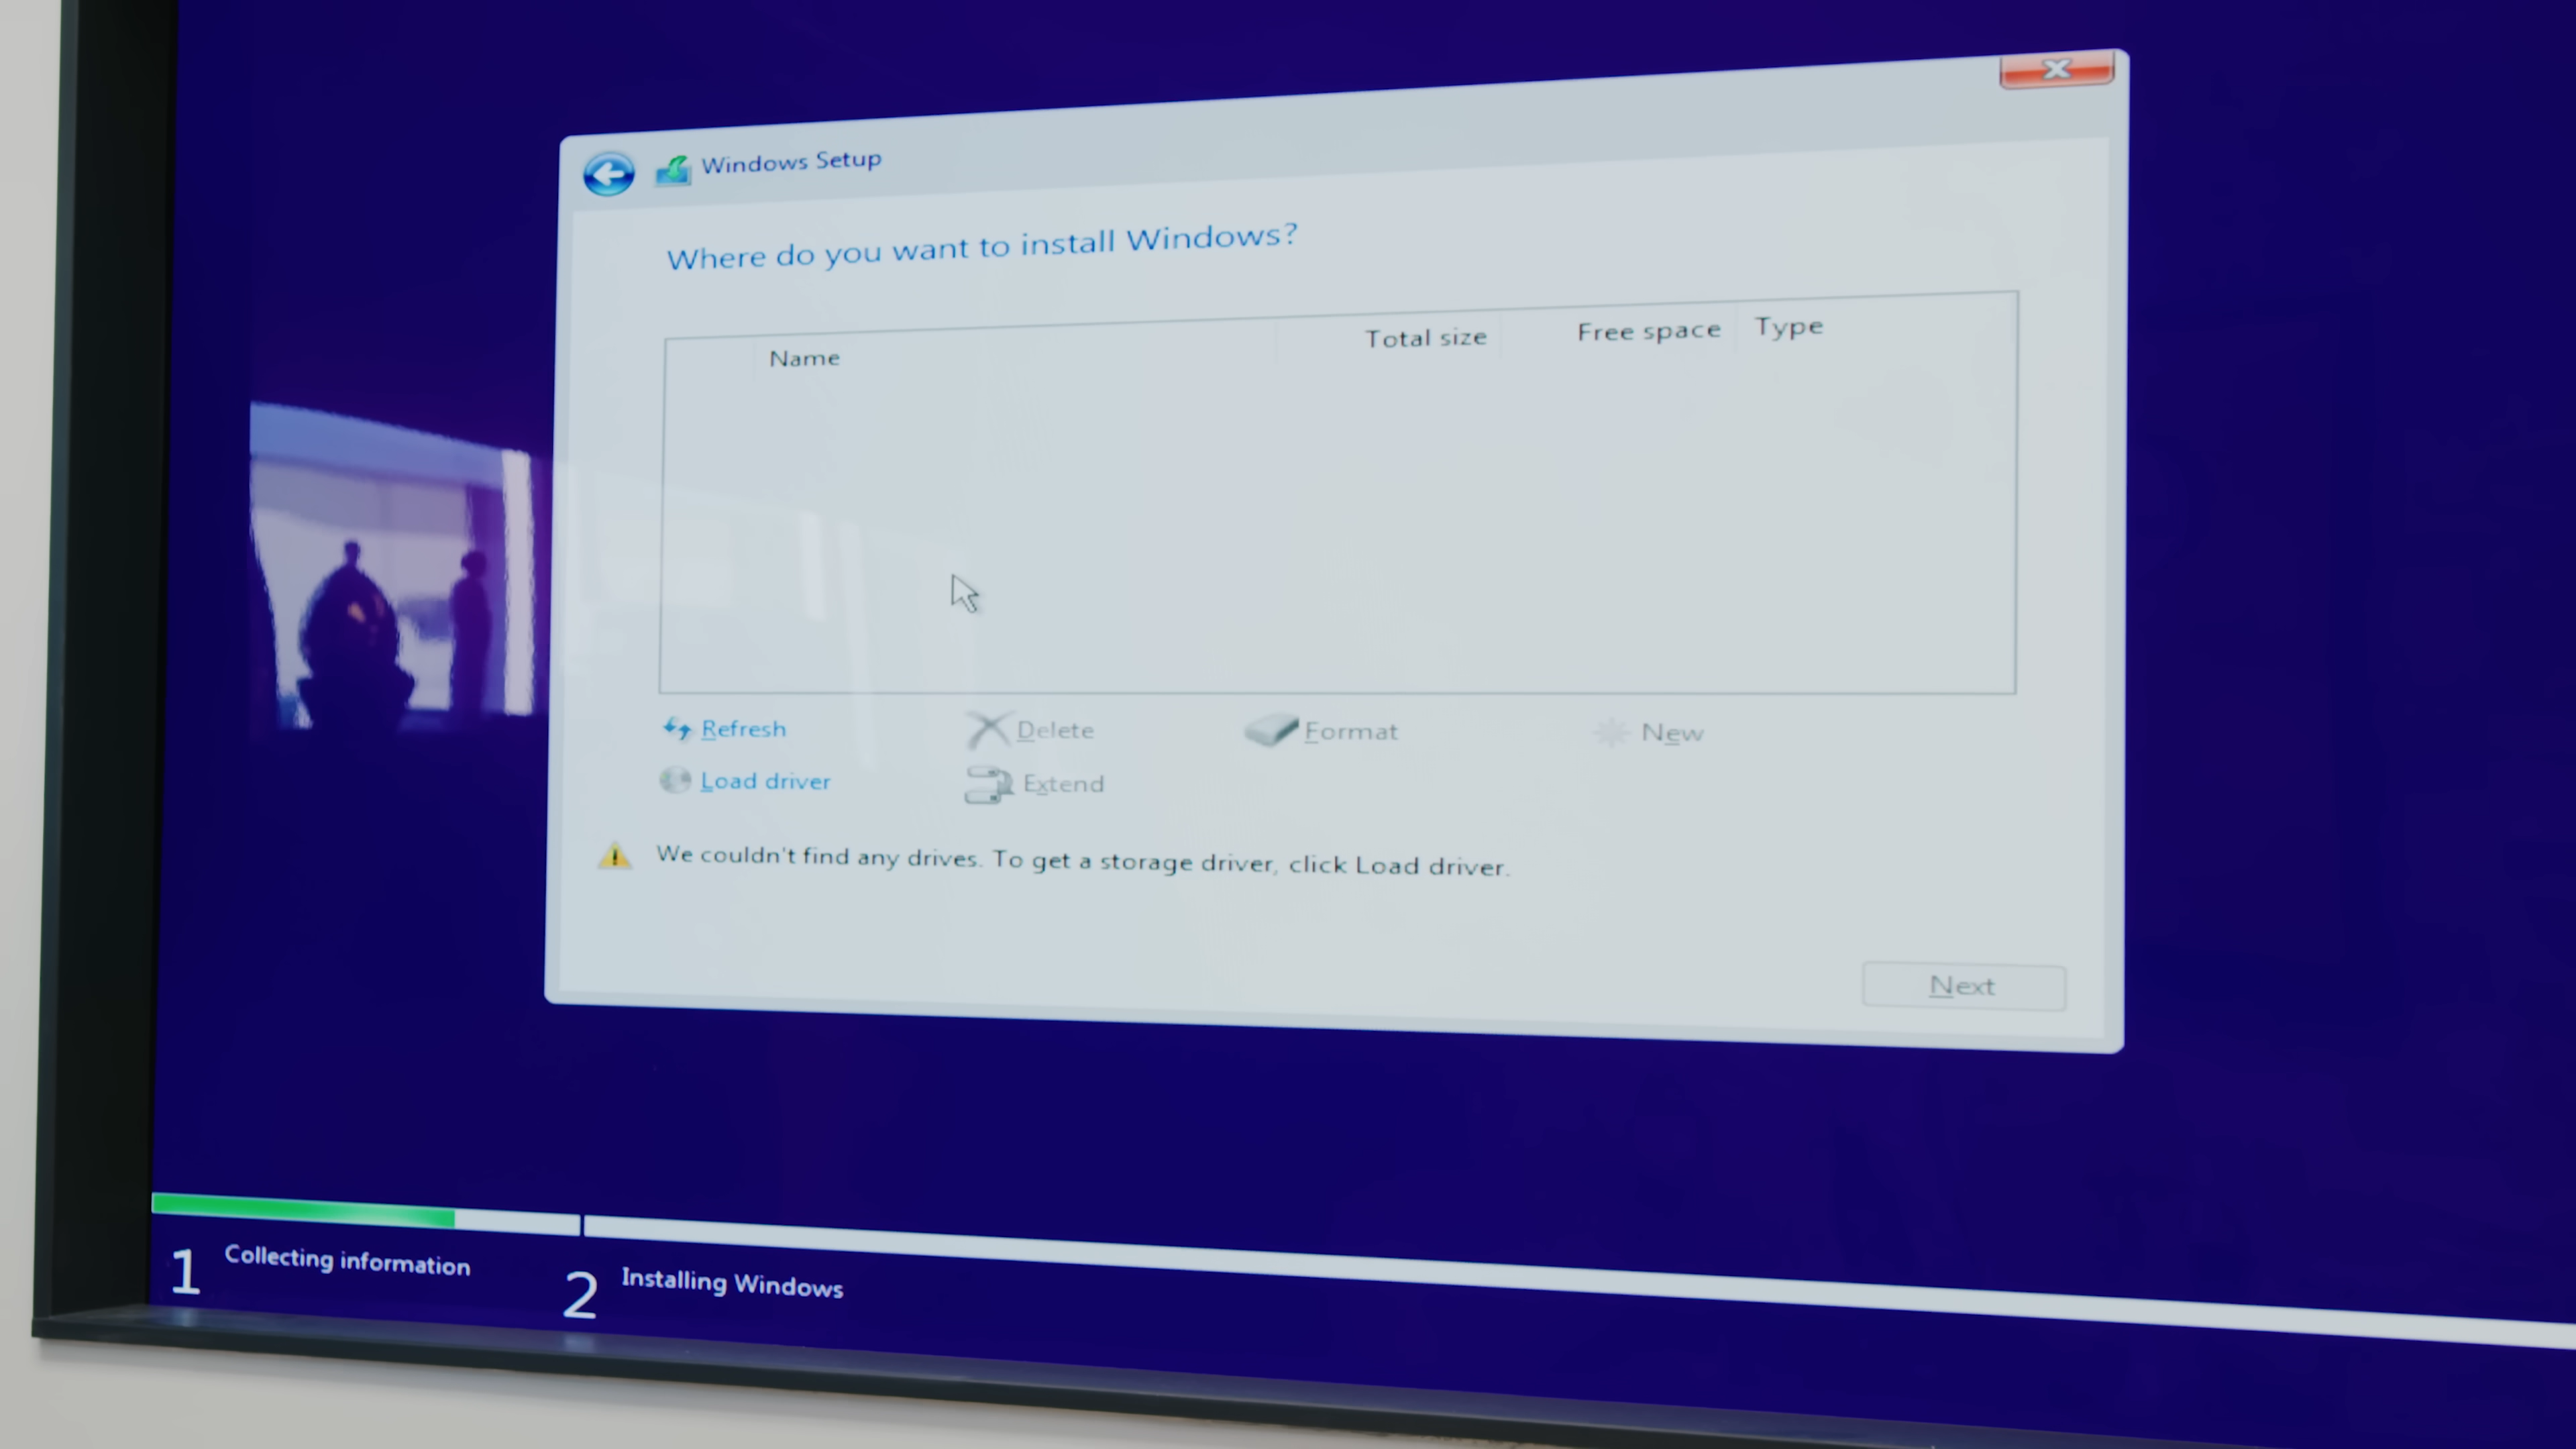 Windows Setup
Where do you want to install Windows?
Name Total size Free space Type
Refresh Delete Format New
Load driver Extend
We couldn't find any drives. To get a storage driver, click Load driver.
Next
1 Collecting information 2 Installing Windows